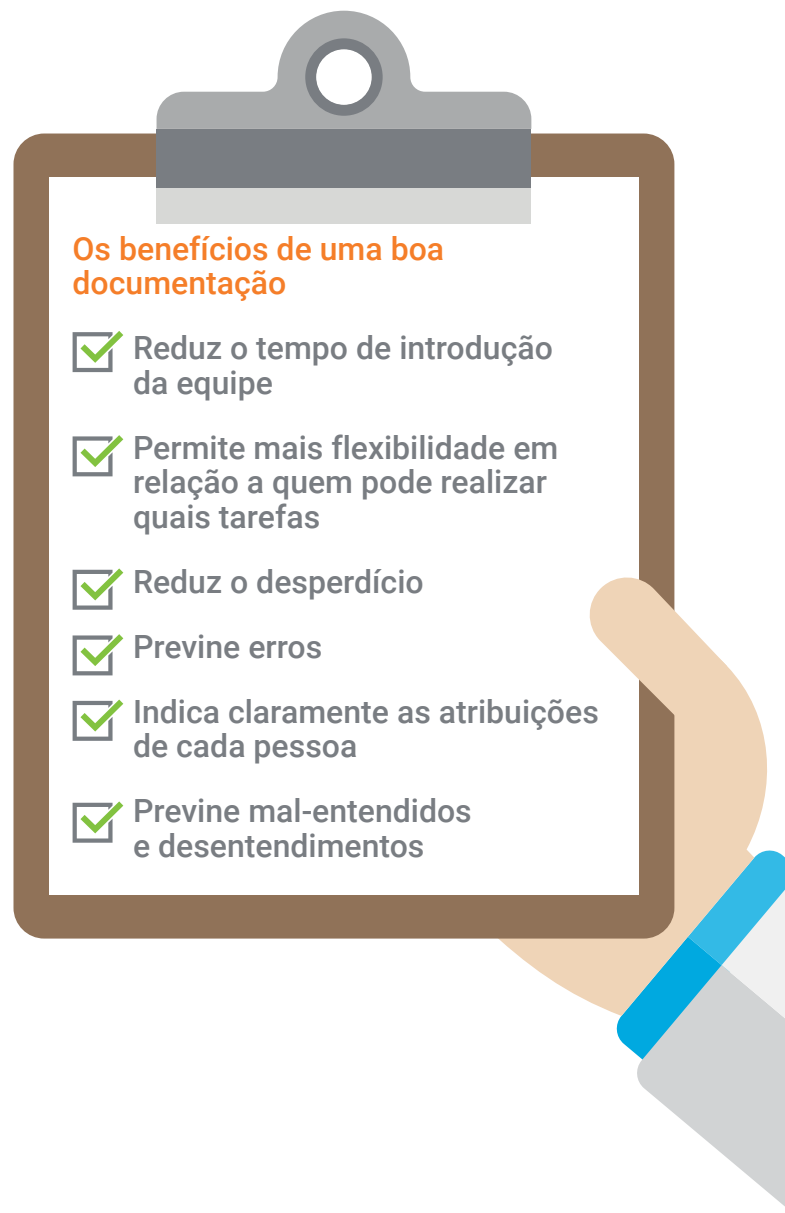 Os benefícios de uma boa
documentação
Reduz o tempo de introdução
da equipe
Permite mais flexibilidade em
relação a quem pode realizar
quais tarefas
Reduz o desperdício
Previne erros
Indica claramente as atribuições
de cada pessoa
Previne mal-entendidos
e desentendimentos